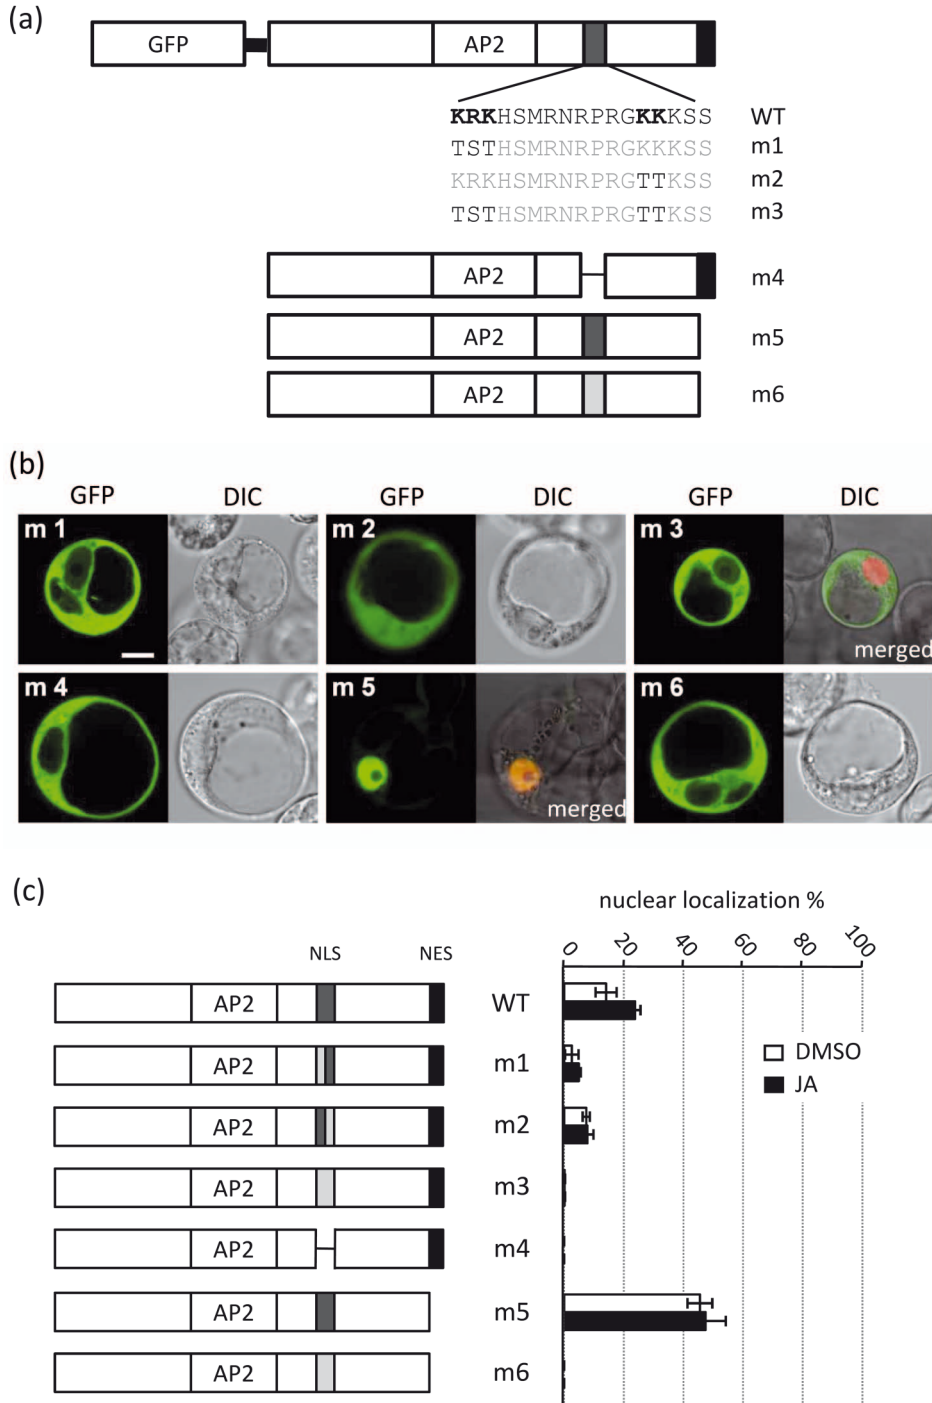 (a)
GFP AP2
KRKHSMRNRPRGKKKSS WT
TSTHSMRNRPRGKKKSS m1
KRKHSMRNRPRGTTKSS m2
TSTHSMRNRPRGTTKSS m3
AP2 m4
AP2 m5
AP2 m6
(b)
GFP DIC GFP DIC GFP DIC
m 1 m 2 m 3
merged
m 4 m 5 m 6
merged
(c)
nuclear localization %
0 20 40 60 80 100
NLS NES
AP2 WT
DMSO
JA
AP2 m1
AP2 m2
AP2 m3
AP2 m4
AP2 m5
AP2 m6